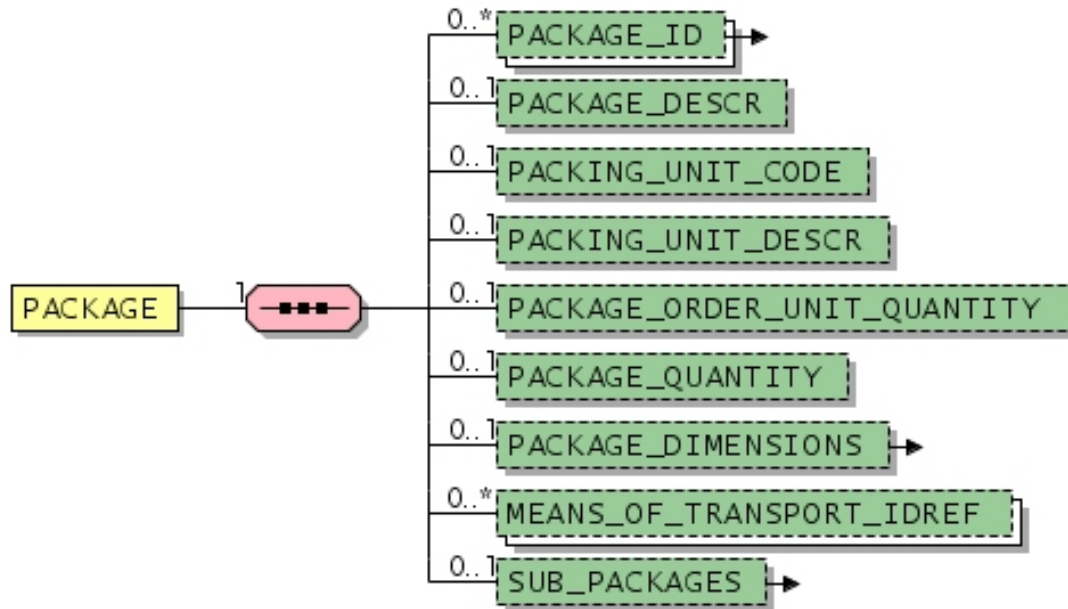 0..*
PACKAGE_ID
0..1
PACKAGE_DESCR
0..1
PACKING_UNIT_CODE
0..1
PACKING_UNIT_DESCR
PACKAGE
1
0..1
PACKAGE_ORDER_UNIT_QUANTITY
0..1
PACKAGE_QUANTITY
0..1
PACKAGE_DIMENSIONS
0..*
MEANS_OF_TRANSPORT_IDREF
0..1
SUB_PACKAGES